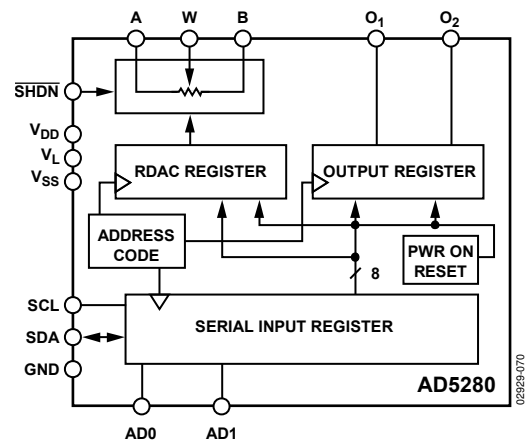 A W B O1 O2
SHDN
VDD
VL
VSS
RDAC REGISTER
OUTPUT REGISTER
ADDRESS
CODE
PWR ON
RESET
8
SCL
SDA
GND
SERIAL INPUT REGISTER
AD5280
AD0 AD1
02929-070